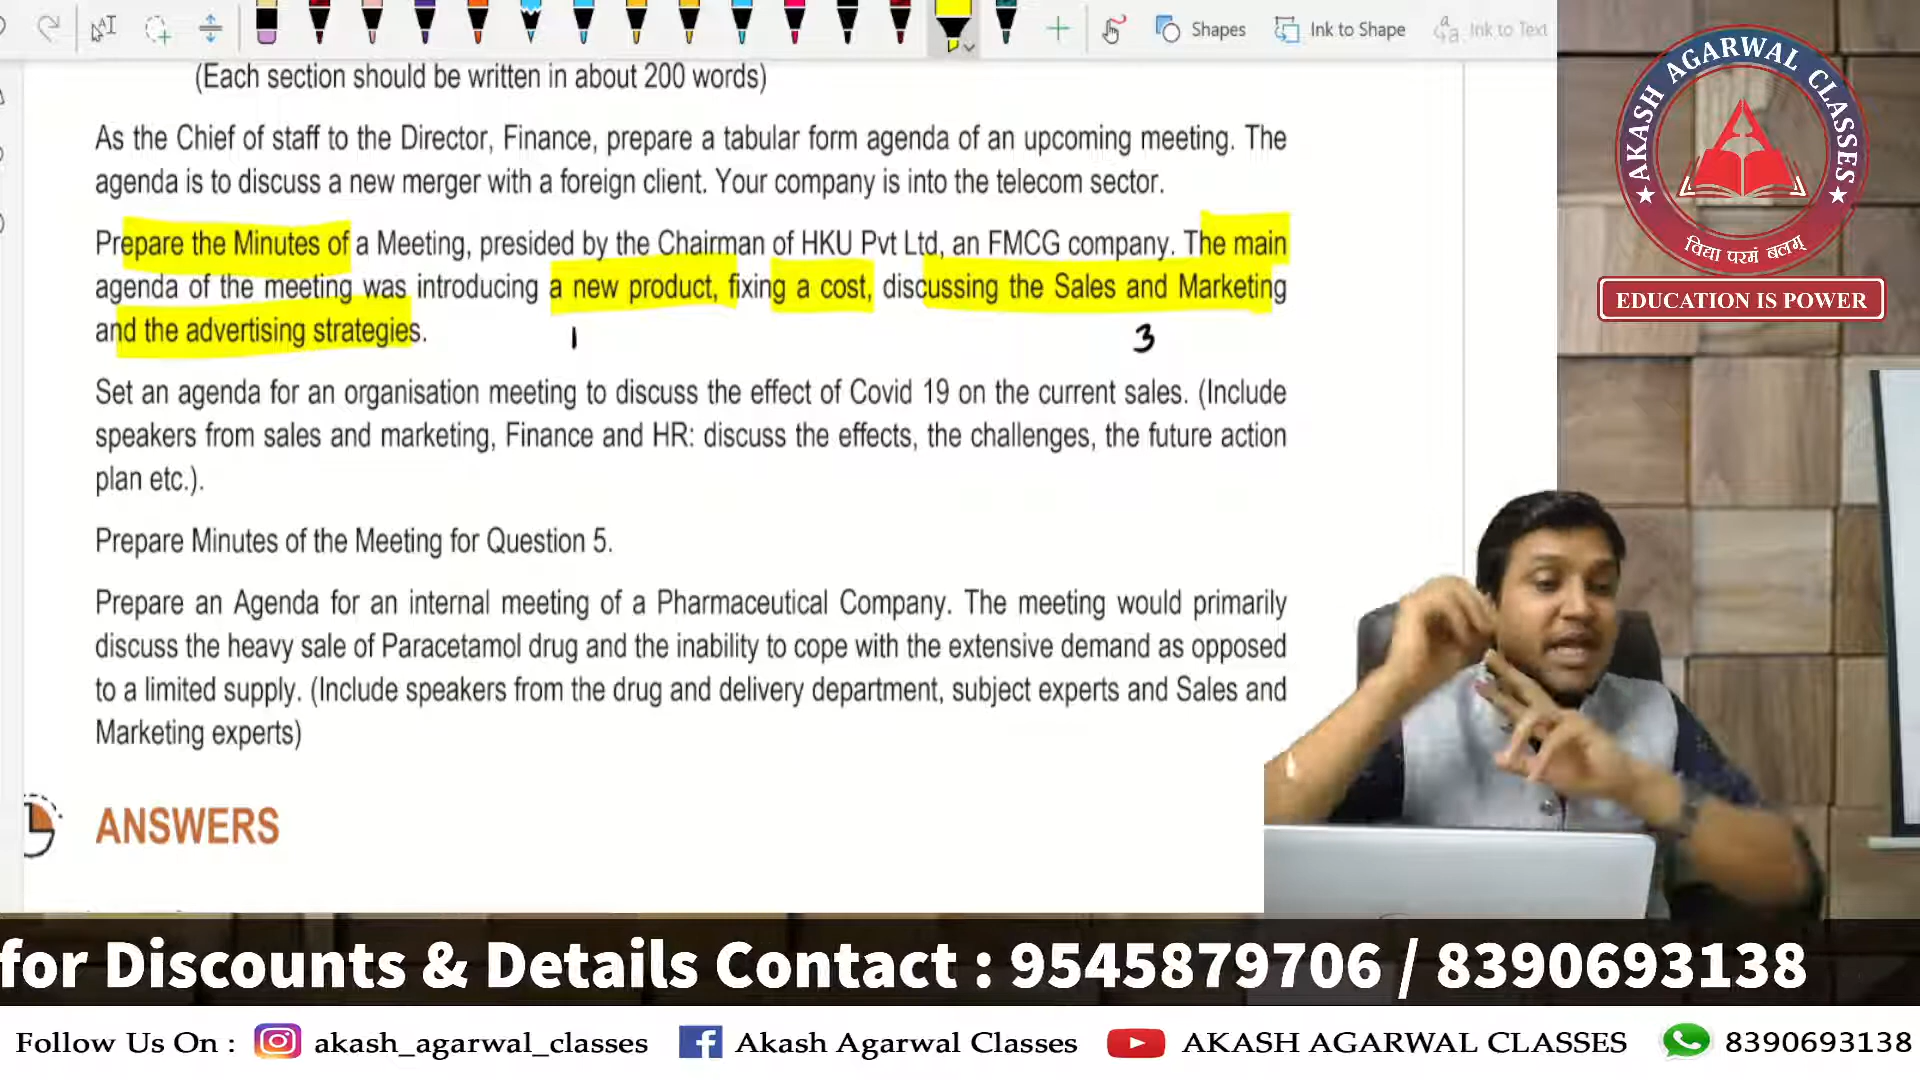 Shapes
Ink to Shape
Ink to Text
(Each section should be written in about 200 words)
As the Chief of staff to the Director, Finance, prepare a tabular form agenda of an upcoming meeting. The
agenda is to discuss a new merger with a foreign client. Your company is into the telecom sector.
Prepare the Minutes of a Meeting, presided by the Chairman of HKU Pvt Ltd, an FMCG company. The main
agenda of the meeting was introducing a new product, fixing a cost, discussing the Sales and Marketing
and the advertising strategies.
1
3
Set an agenda for an organisation meeting to discuss the effect of Covid 19 on the current sales. (Include
speakers from sales and marketing, Finance and HR: discuss the effects, the challenges, the future action
plan etc.).
Prepare Minutes of the Meeting for Question 5.
Prepare an Agenda for an internal meeting of a Pharmaceutical Company. The meeting would primarily
discuss the heavy sale of Paracetamol drug and the inability to cope with the extensive demand as opposed
to a limited supply. (Include speakers from the drug and delivery department, subject experts and Sales and
Marketing experts)
ANSWERS
AKASH AGARWAL CLASSES
विद्या परमं बलम्
EDUCATION IS POWER
for Discounts & Details Contact : 9545879706 / 8390693138
Follow Us On : akash_agarwal_classes Akash Agarwal Classes AKASH AGARWAL CLASSES 8390693138